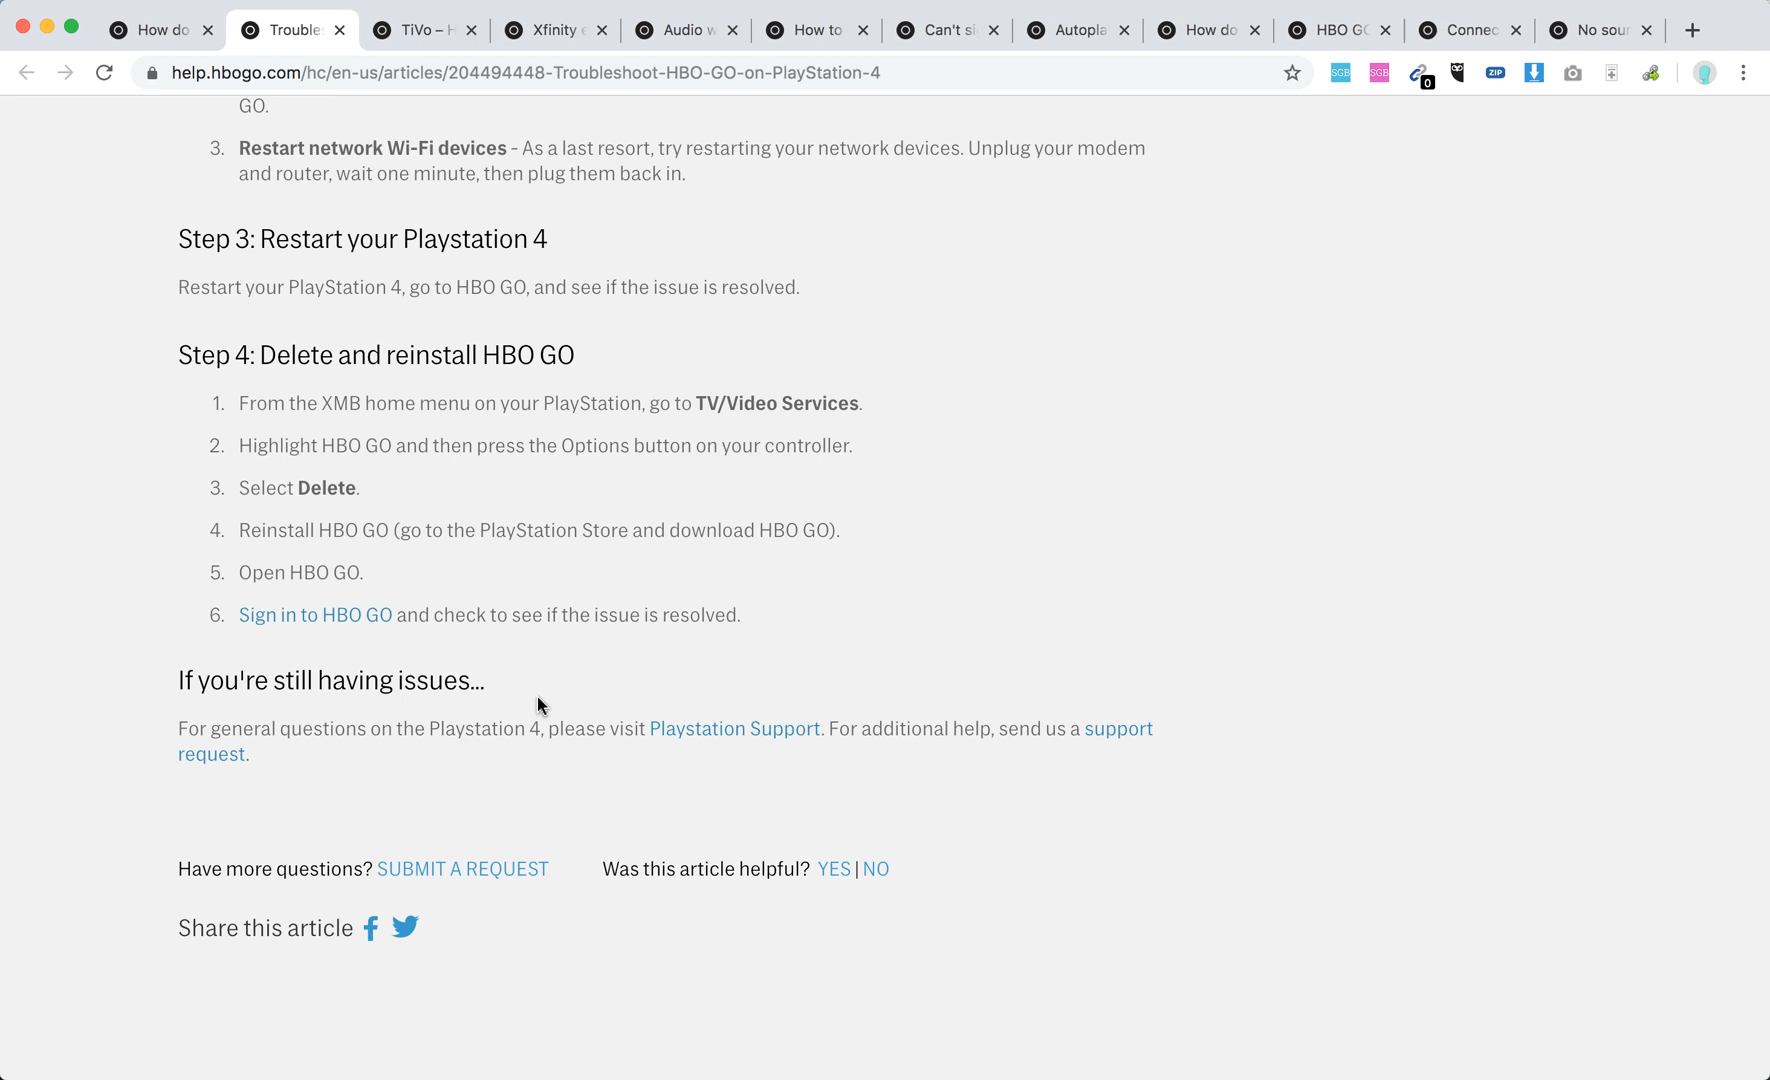 How do
Trouble
TiVo – H
Xfinity e
Audio w
How to
Can't si
Autopla
How do
HBO GO
Connec
No sour
help.hbogo.com/hc/en-us/articles/204494448-Troubleshoot-HBO-GO-on-PlayStation-4
SGB
SGB
0
ZIP
GO.
3. Restart network Wi-Fi devices - As a last resort, try restarting your network devices. Unplug your modem
and router, wait one minute, then plug them back in.
Step 3: Restart your Playstation 4
Restart your PlayStation 4, go to HBO GO, and see if the issue is resolved.
Step 4: Delete and reinstall HBO GO
1. From the XMB home menu on your PlayStation, go to TV/Video Services.
2. Highlight HBO GO and then press the Options button on your controller.
3. Select Delete.
4. Reinstall HBO GO (go to the PlayStation Store and download HBO GO).
5. Open HBO GO.
6. Sign in to HBO GO and check to see if the issue is resolved.
If you're still having issues...
For general questions on the Playstation 4, please visit Playstation Support. For additional help, send us a support
request.
Have more questions? SUBMIT A REQUEST Was this article helpful? YES | NO
Share this article